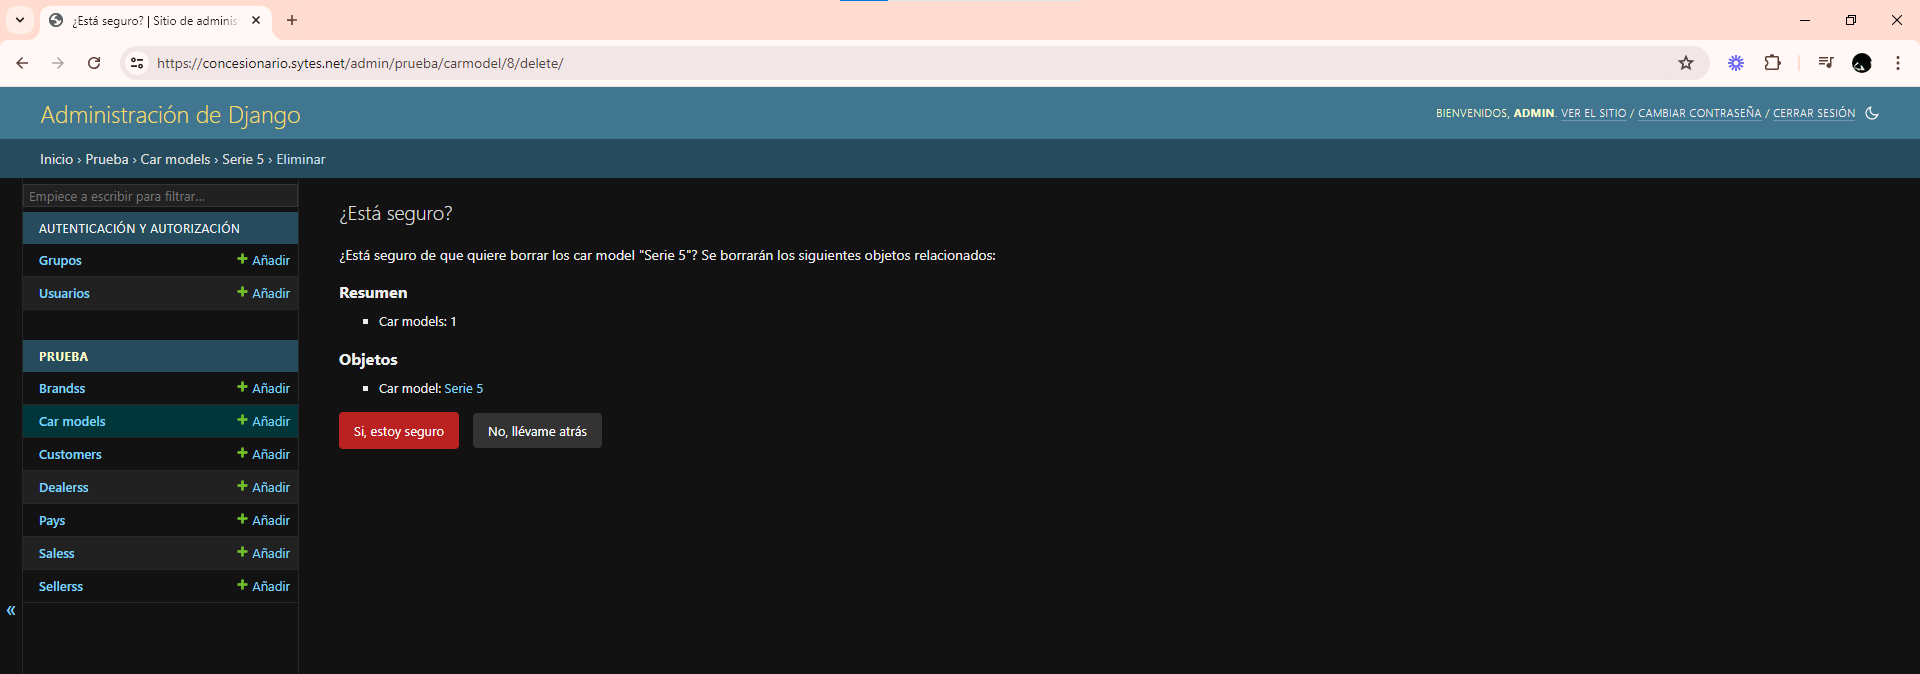 ¿Está seguro? | Sitio de adminis
https://concesionario.sytes.net/admin/prueba/carmodel/8/delete/
Administración de Django
BIENVENIDOS, ADMIN. VER EL SITIO / CAMBIAR CONTRASEÑA / CERRAR SESIÓN
Inicio › Prueba › Car models › Serie 5 › Eliminar
Empiece a escribir para filtrar...
AUTENTICACIÓN Y AUTORIZACIÓN
Grupos Añadir
Usuarios Añadir
PRUEBA
Brandss Añadir
Car models Añadir
Customers Añadir
Dealerss Añadir
Pays Añadir
Saless Añadir
Sellerss Añadir
«
¿Está seguro?
¿Está seguro de que quiere borrar los car model "Serie 5"? Se borrarán los siguientes objetos relacionados:
Resumen
Car models: 1
Objetos
Car model: Serie 5
Si, estoy seguro
No, llévame atrás